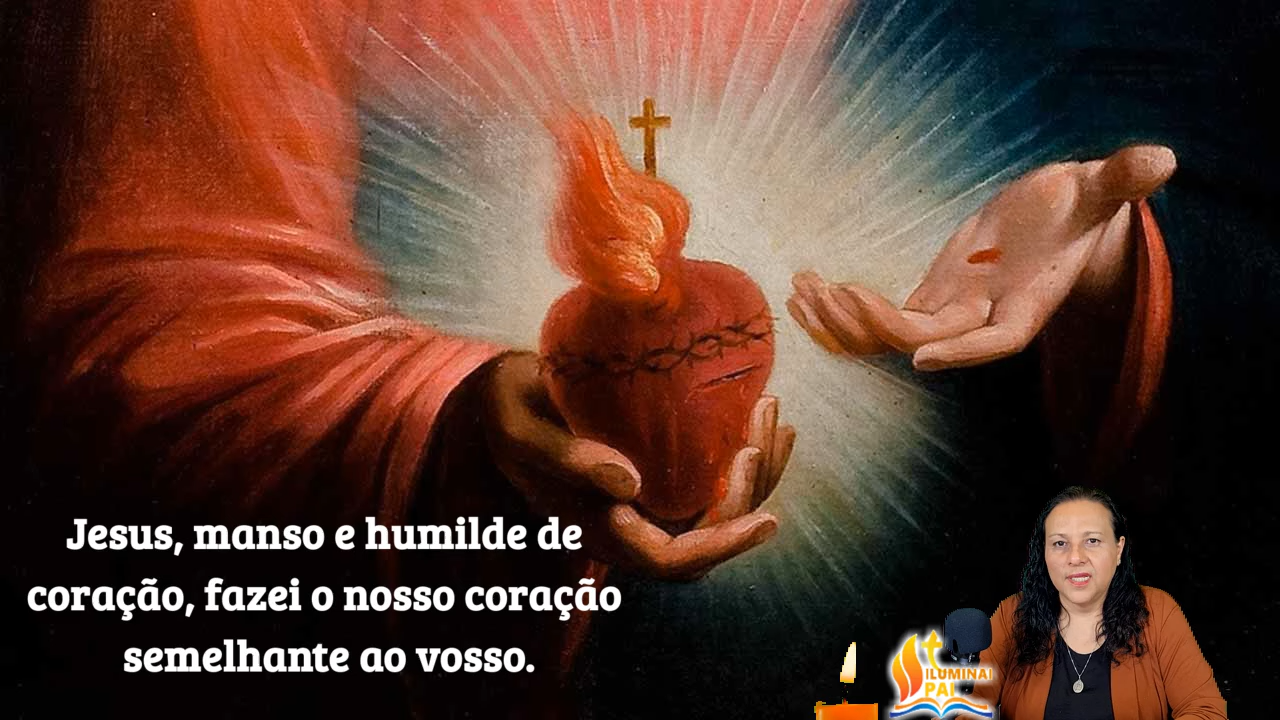 Jesus, manso e humilde de
coração, fazei o nosso coração
semelhante ao vosso.
ILUMINAI
PAI